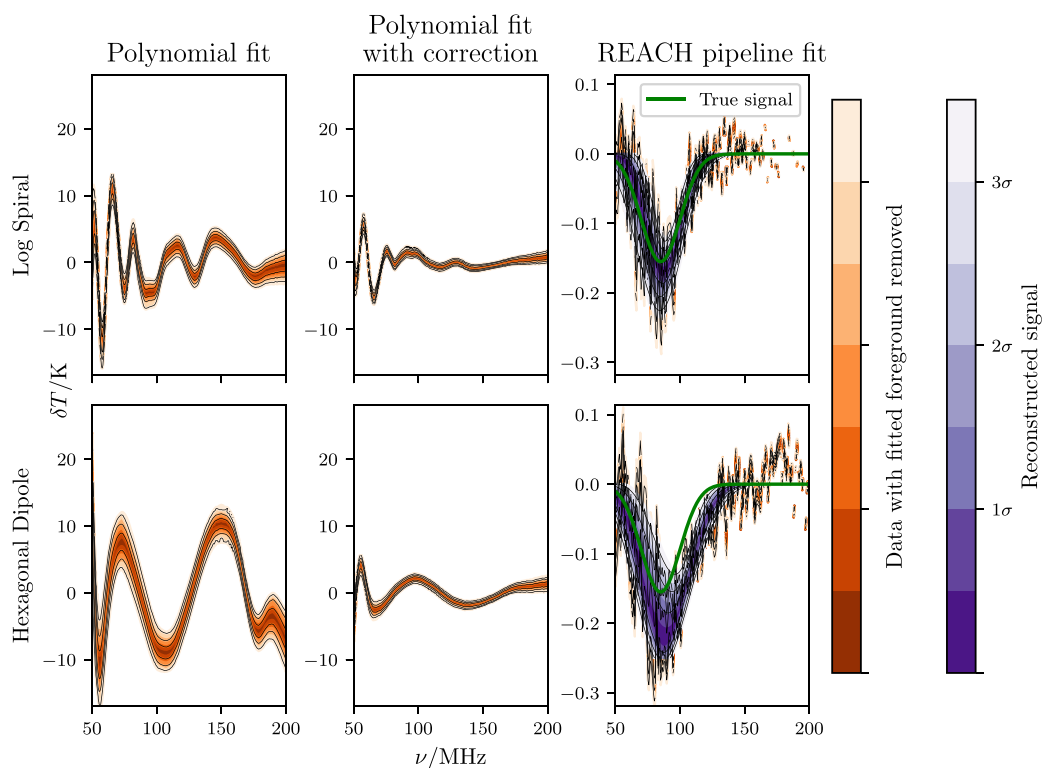 Polynomial fit
Polynomial fit
with correction
REACH pipeline fit
Log Spiral
20
10
0
−10
20
10
0
−10
0.1
0.0
−0.1
−0.2
−0.3
True signal
δT/K
Hexagonal Dipole
20
10
0
−10
50 100 150 200
20
10
0
−10
50 100 150 200
0.1
0.0
−0.1
−0.2
−0.3
50 100 150 200
ν/MHz
Data with fitted foreground removed
3σ
2σ
1σ
Reconstructed signal